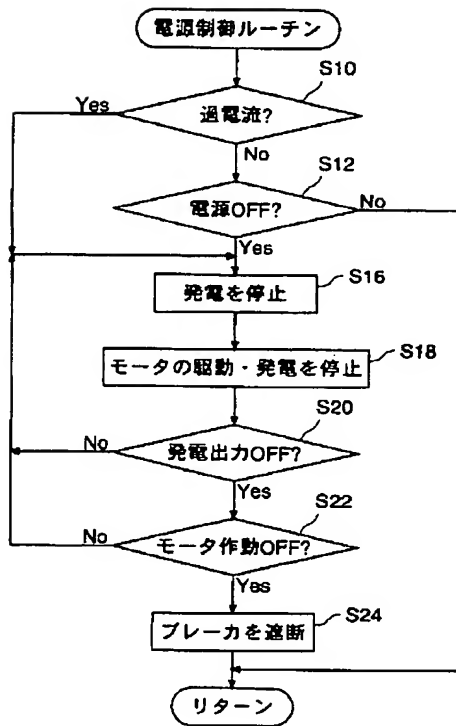 電源制御ルーチン
S10
Yes
過電流?
No
S12
電源OFF?
No
Yes
S16
発電を停止
S18
モータの駆動・発電を停止
S20
発電出力OFF?
No
Yes
S22
モータ作動OFF?
No
Yes
S24
ブレーカを遮断
リターン